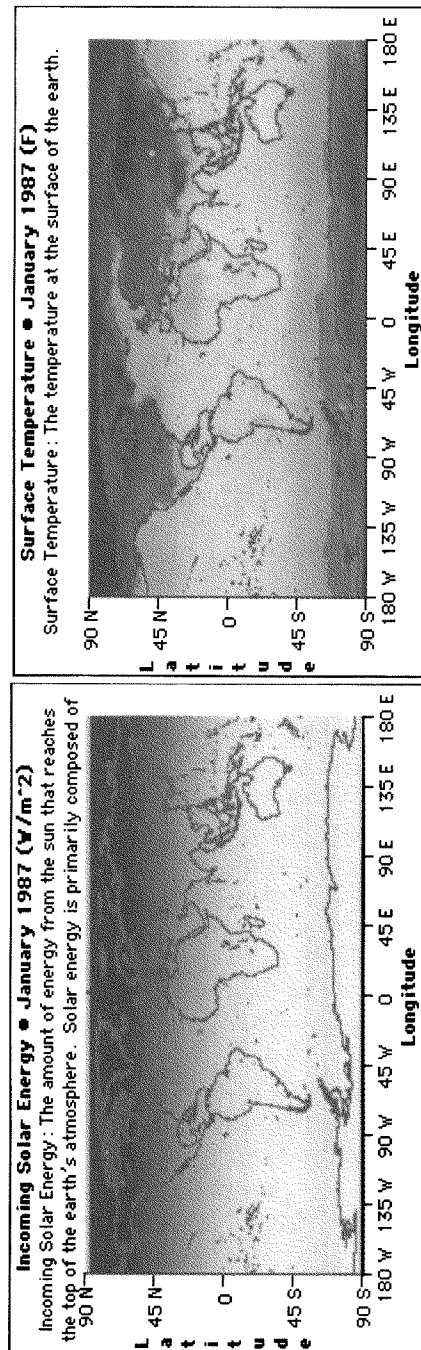 Incoming Solar Energy ● January 1987 (W/m^2)
Incoming Solar Energy: The amount of energy from the sun that reaches
the top of the earth's atmosphere. Solar energy is primarily composed of
90 N
45 N
0
45 S
90 S
Latitude
180 W 135 W 90 W 45 W 0 45 E 90 E 135 E 180 E
Longitude
Surface Temperature ● January 1987 (F)
Surface Temperature: The temperature at the surface of the earth.
90 N
45 N
0
45 S
90 S
Latitude
180 W 135 W 90 W 45 W 0 45 E 90 E 135 E 180 E
Longitude